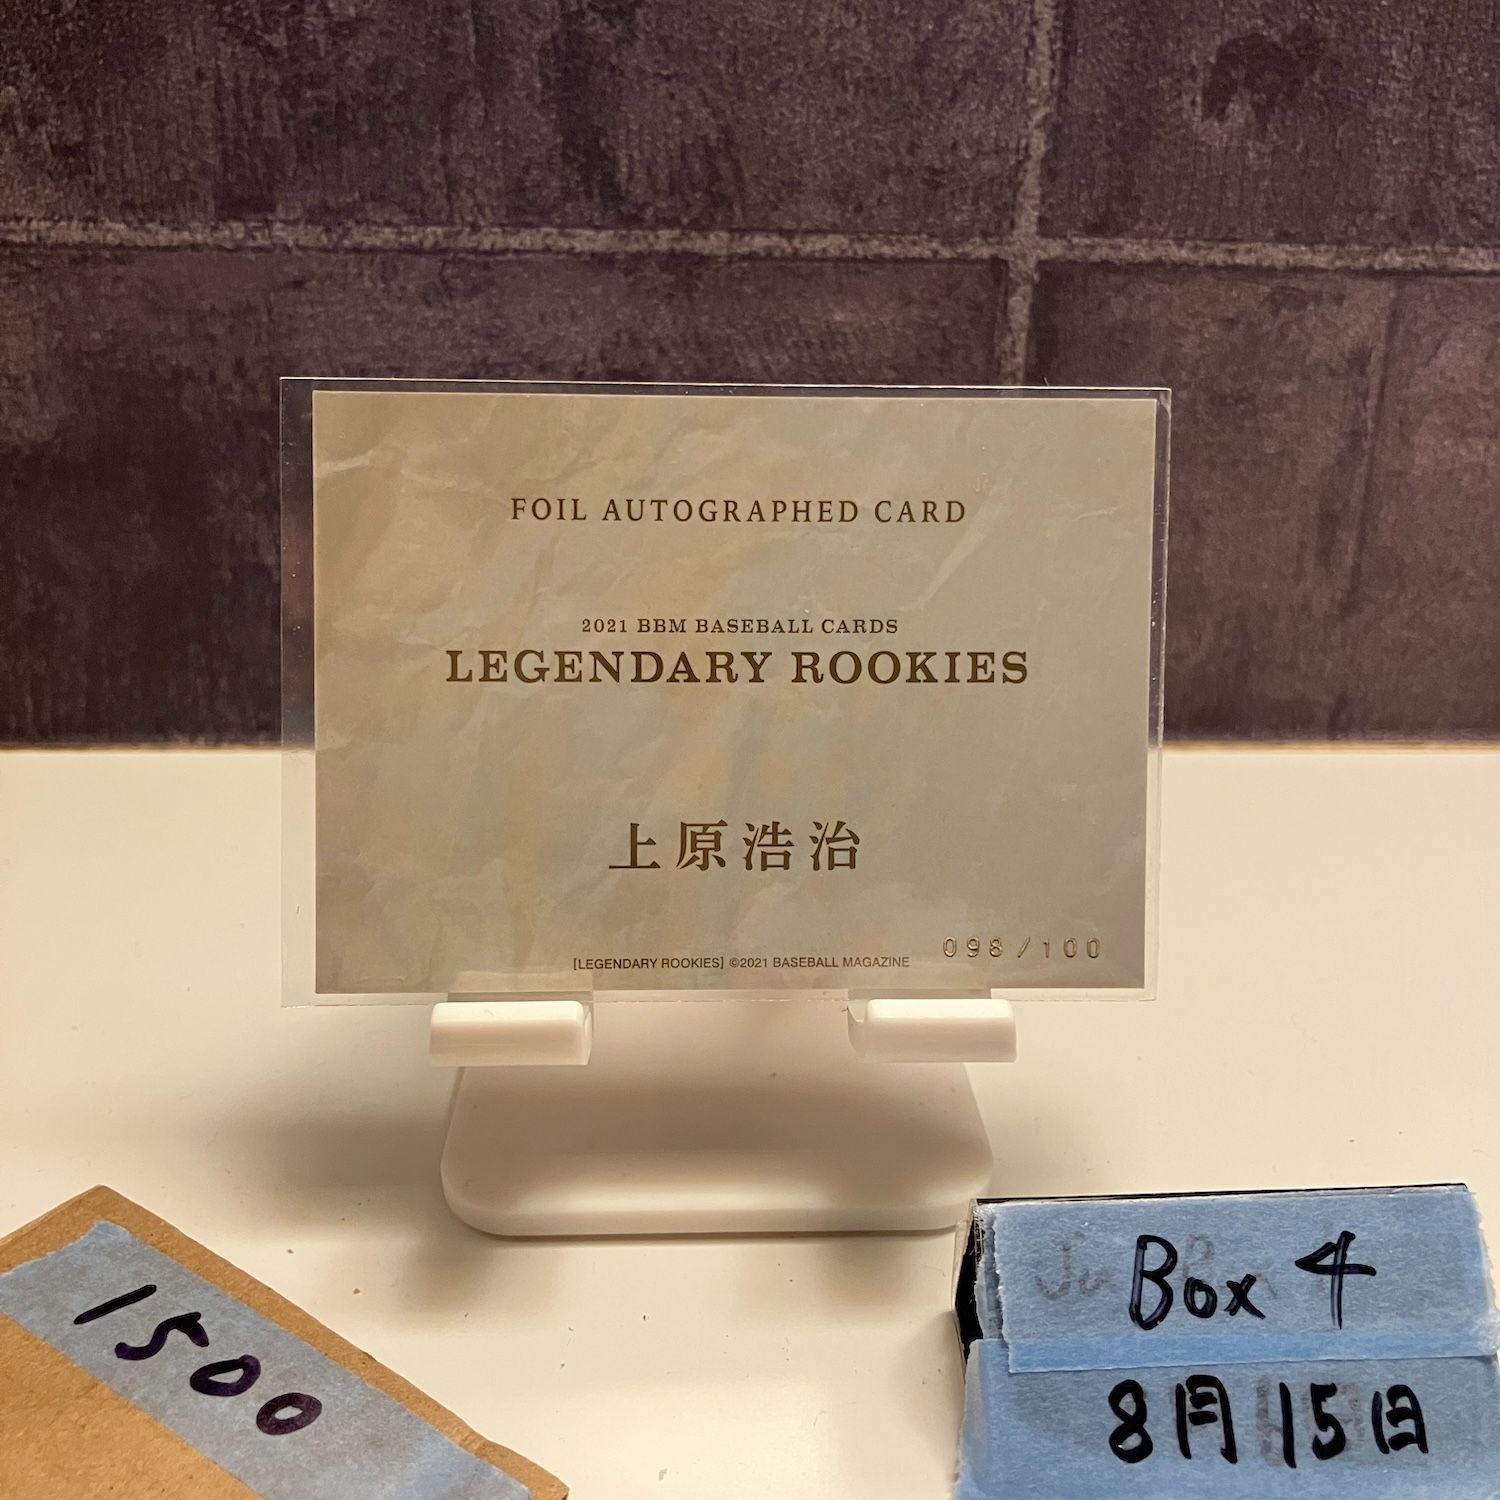 FOIL AUTOGRAPHED CARD
2021 BBM BASEBALL CARDS
LEGENDARY ROOKIES
上原浩治
098/100
[LEGENDARY ROOKIES] ©2021 BASEBALL MAGAZINE
1500
Box 4
8月15日